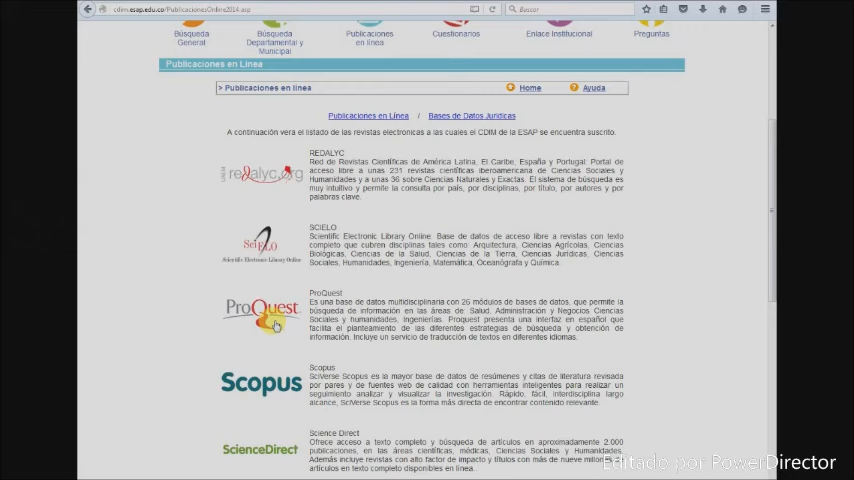 cdim.esap.edu.co/PublicacionesOnline2014.asp
Buscar
Búsqueda General
Búsqueda Departamental y Municipal
Publicaciones en línea
Cuestionarios
Enlace Institucional
Preguntas
Publicaciones en Línea
> Publicaciones en línea
Home
Ayuda
Publicaciones en Línea / Bases de Datos Juridicas
A continuación vera el listado de las revistas electronicas a las cuales el CDIM de la ESAP se encuentra suscrito.
redalyc.org
REDALYC
Red de Revistas Científicas de América Latina, El Caribe, España y Portugal: Portal de
acceso libre a unas 231 revistas científicas iberoamericana de Ciencias Sociales y
Humanidades y a unas 36 sobre Ciencias Naturales y Exactas. El sistema de búsqueda es
muy intuitivo y permite la consulta por país, por disciplinas, por título, por autores y por
palabras clave.
SciELO
Scientific Electronic Library Online
SCIELO
Scientific Electronic Library Online: Base de datos de acceso libre a revistas con texto
completo que cubren disciplinas tales como: Arquitectura, Ciencias Agrícolas, Ciencias
Biológicas, Ciencias de la Salud, Ciencias de la Tierra, Ciencias Jurídicas, Ciencias
Sociales, Humanidades, Ingeniería, Matemática, Oceanógrafa y Química.
ProQuest
ProQuest
Es una base de datos multidisciplinaria con 26 módulos de bases de datos, que permite la
búsqueda de información en las áreas de Salud, Administración y Negocios Ciencias
Sociales y humanidades, ingenierías. Proquest presenta una interfaz en español que
facilita el planteamiento de las diferentes estrategias de búsqueda y obtención de
información. Incluye un servicio de traducción de textos en diferentes idiomas.
Scopus
Scopus
SciVerse Scopus es la mayor base de datos de resúmenes y citas de literatura revisada
por pares y de fuentes web de calidad con herramientas inteligentes para realizar un
seguimiento analizar y visualizar la investigación. Rápido, fácil, interdisciplina largo
alcance, SciVerse Scopus es la forma más directa de encontrar contenido relevante.
ScienceDirect
Science Direct
Ofrece acceso a texto completo y búsqueda de artículos en aproximadamente 2.000
publicaciones, en las áreas científicas, médicas, Ciencias Sociales y Humanidades.
Además incluye revistas con alto factor de impacto y títulos con más de nueve millones
artículos en texto completo disponibles en línea.
Editado por PowerDirector